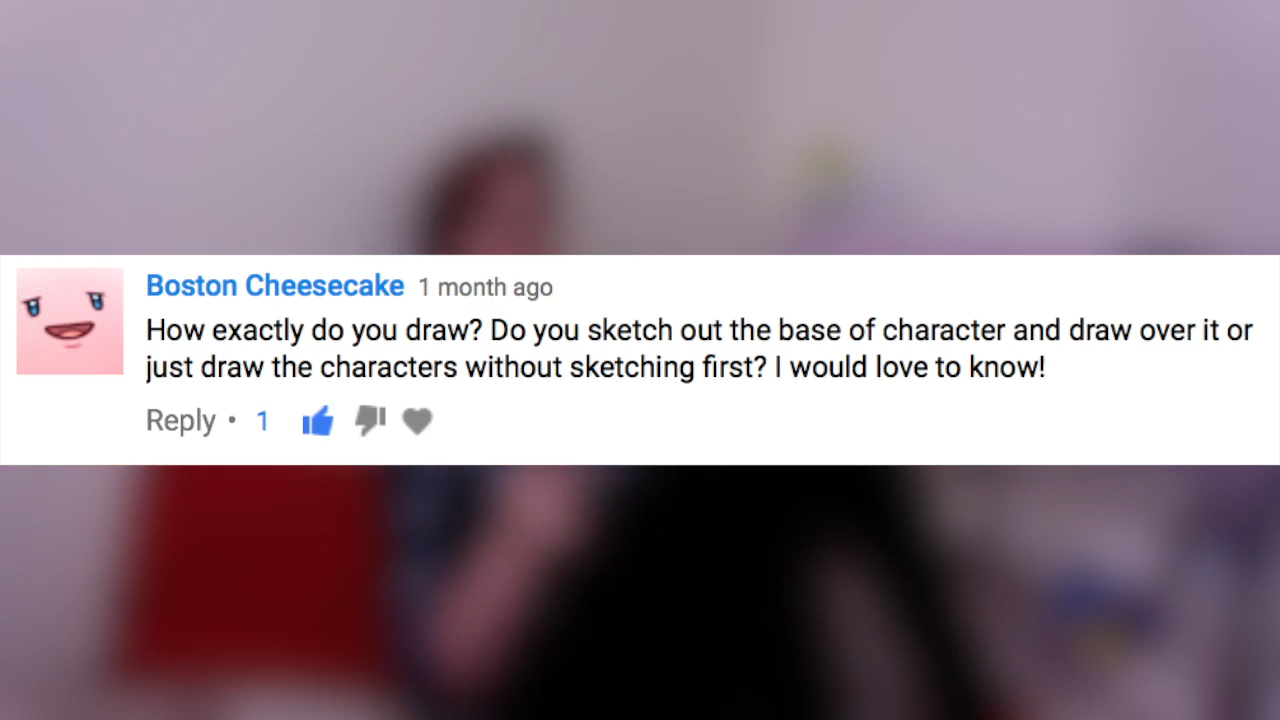 Boston Cheesecake 1 month ago
How exactly do you draw? Do you sketch out the base of character and draw over it or
just draw the characters without sketching first? I would love to know!
Reply • 1